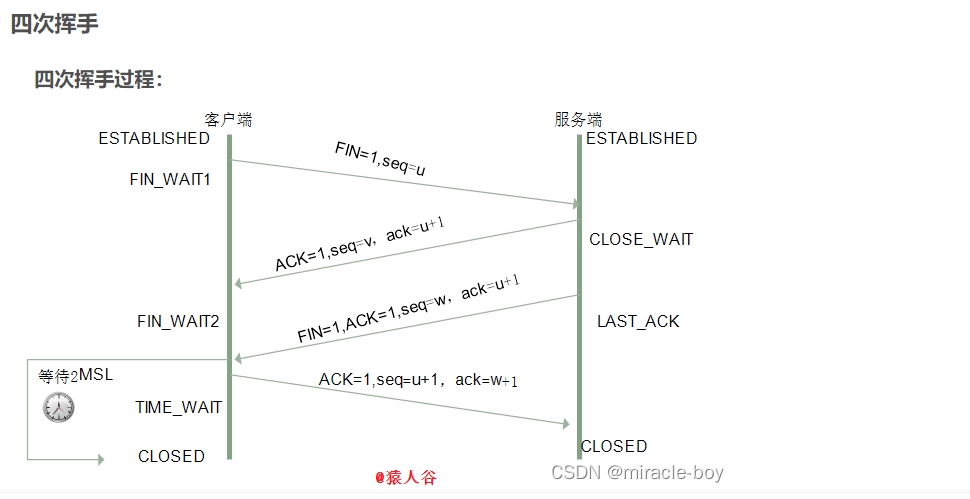 四次挥手
四次挥手过程：
客户端
服务端
ESTABLISHED
ESTABLISHED
FIN=1,seq=u
FIN_WAIT1
ACK=1,seq=v，ack=u+1
CLOSE_WAIT
FIN=1,ACK=1,seq=w，ack=u+1
FIN_WAIT2
LAST_ACK
等待2MSL
ACK=1,seq=u+1，ack=w+1
TIME_WAIT
CLOSED
CLOSED
@猿人谷
CSDN @miracle-boy